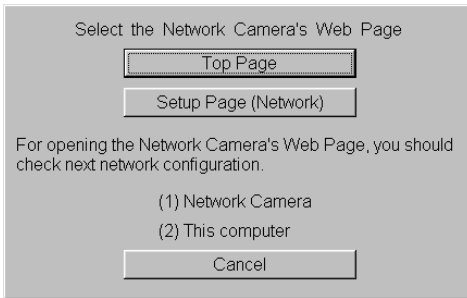 Select the Network Camera's Web Page
Top Page
Setup Page (Network)
For opening the Network Camera's Web Page, you should
check next network configuration.
(1) Network Camera
(2) This computer
Cancel